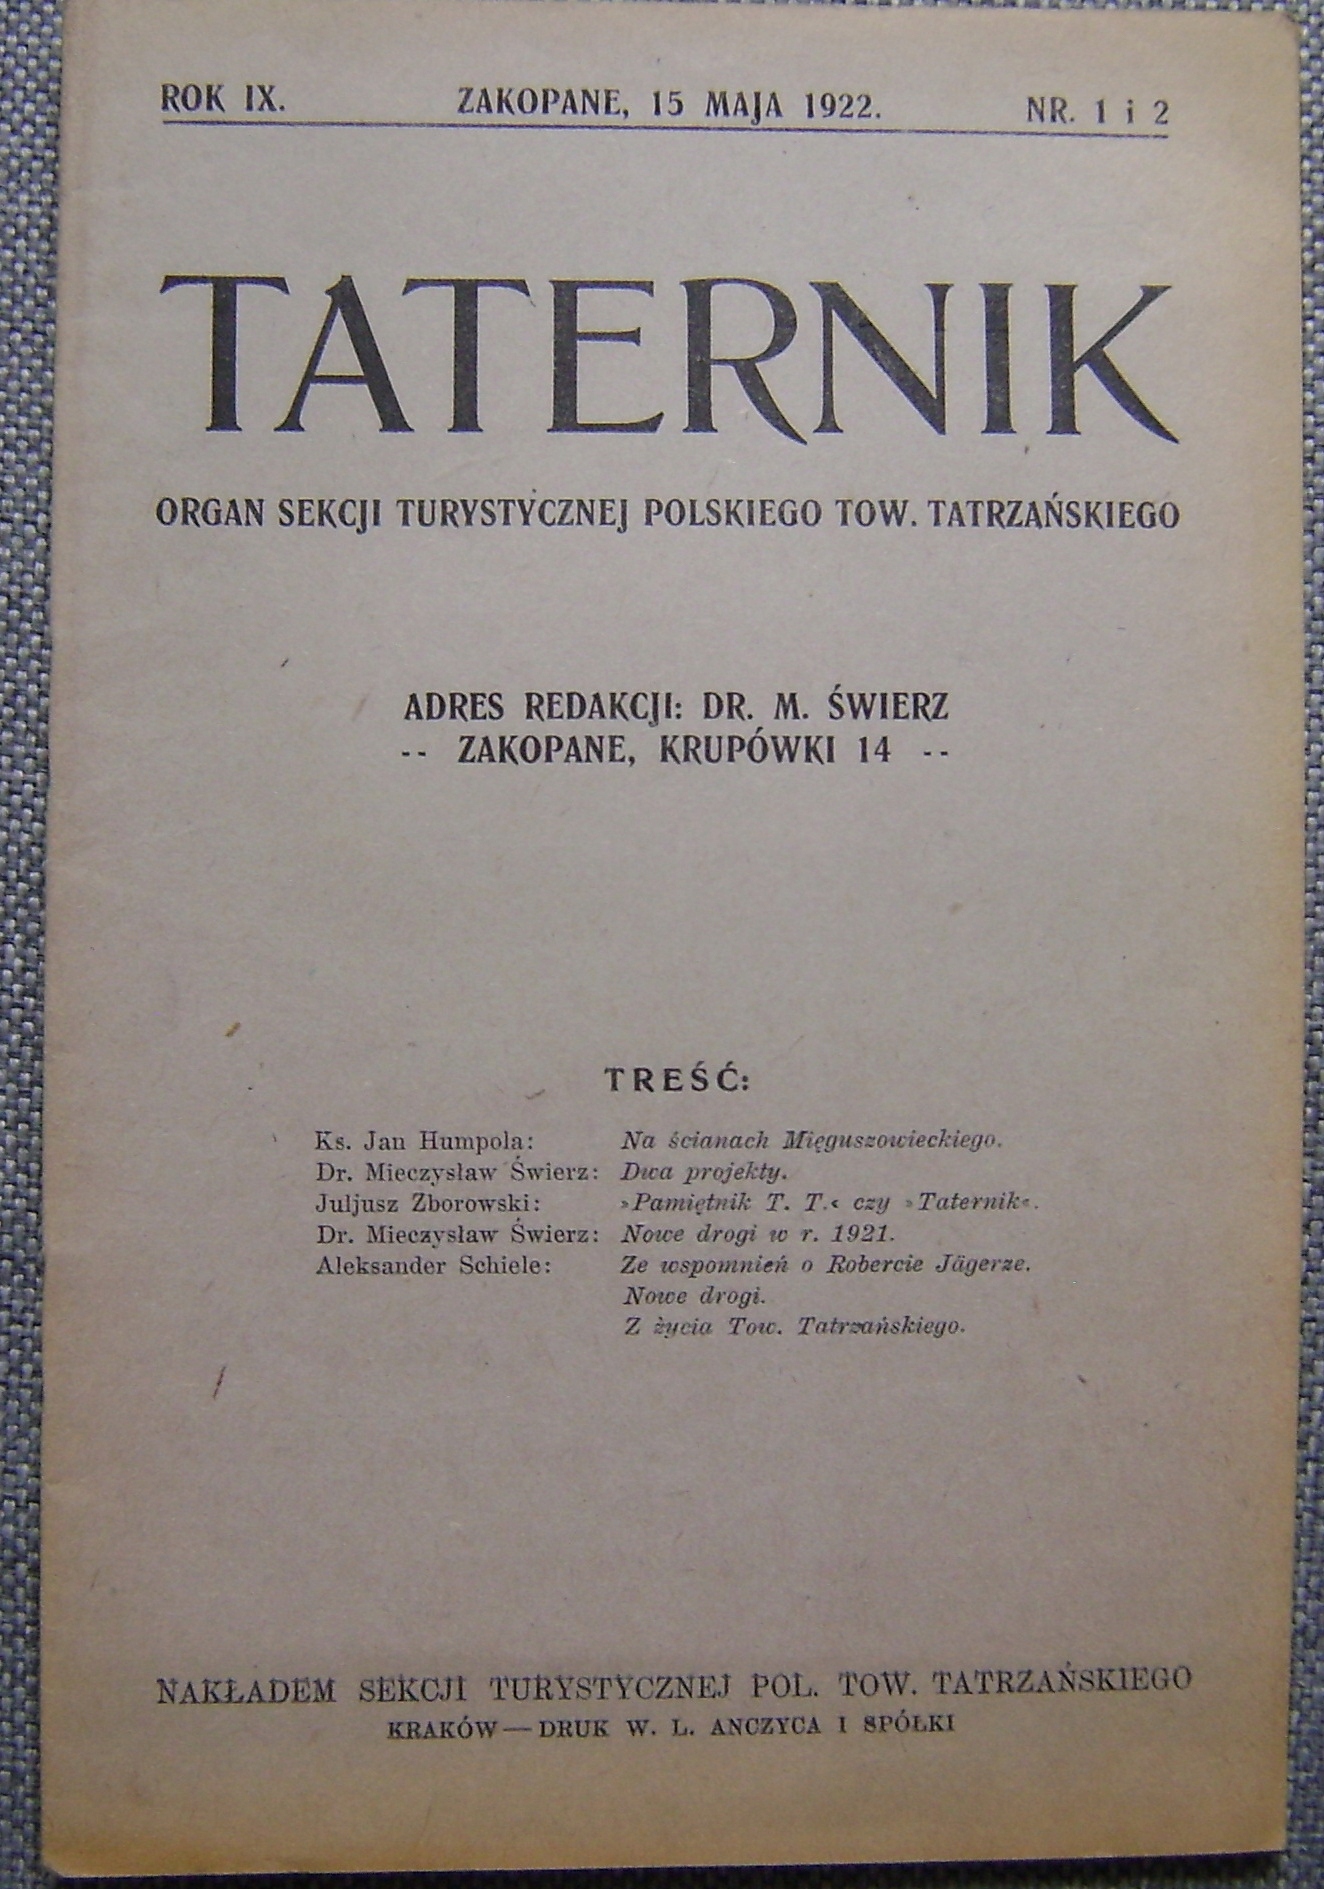 ROK IX. ZAKOPANE, 15 MAJA 1922. NR. 1 i 2
TATERNIK
ORGAN SEKCJI TURYSTYCZNEJ POLSKIEGO TOW. TATRZAŃSKIEGO
ADRES REDAKCJI: DR. M. ŚWIERZ
-- ZAKOPANE, KRUPÓWKI 14 --
TREŚĆ:
Ks. Jan Humpola: Na ścianach Mięguszowieckiego.
Dr. Mieczysław Świerz: Dwa projekty.
Juljusz Zborowski: »Pamiętnik T. T.« czy »Taternik«.
Dr. Mieczysław Świerz: Nowe drogi w r. 1921.
Aleksander Schiele: Ze wspomnień o Robercie Jägerze.
Nowe drogi.
Z życia Tow. Tatrzańskiego.
NAKŁADEM SEKCJI TURYSTYCZNEJ POL. TOW. TATRZAŃSKIEGO
KRAKÓW — DRUK W. L. ANCZYCA I SPÓŁKI